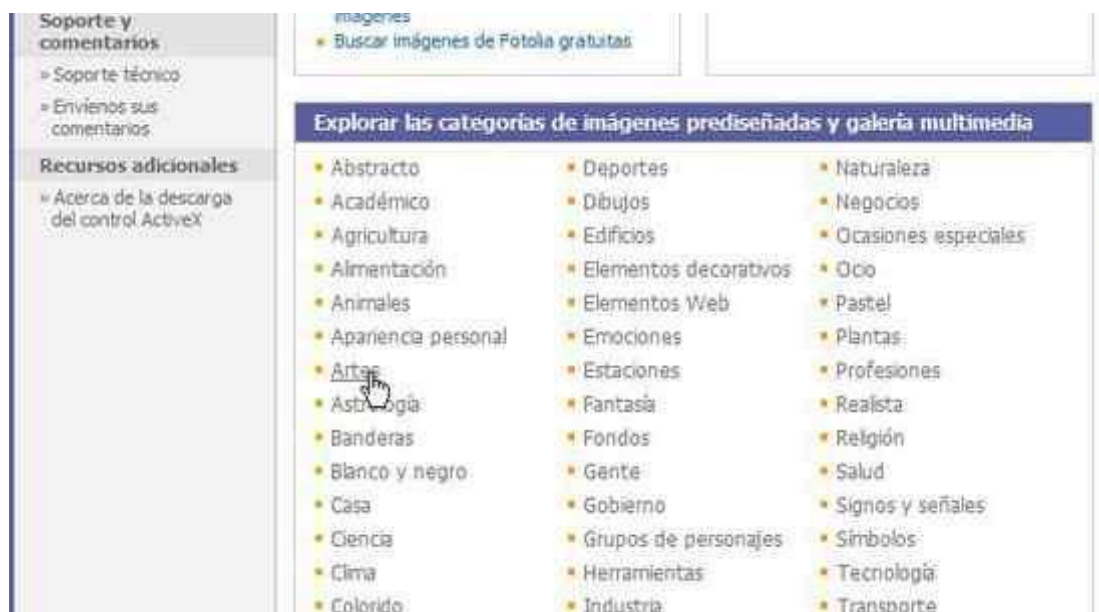 Soporte y
comentarios
» Soporte técnico
» Envíenos sus
comentarios
Recursos adicionales
» Acerca de la descarga
del control ActiveX
imágenes
Buscar imágenes de Fotolia gratuitas
Explorar las categorías de imágenes prediseñadas y galería multimedia
Abstracto
Académico
Agricultura
Alimentación
Animales
Apariencia personal
Artes
Astrología
Banderas
Blanco y negro
Casa
Ciencia
Clima
Colorido
Deportes
Dibujos
Edificios
Elementos decorativos
Elementos Web
Emociones
Estaciones
Fantasía
Fondos
Gente
Gobierno
Grupos de personajes
Herramientas
Industria
Naturaleza
Negocios
Ocasiones especiales
Ocio
Pastel
Plantas
Profesiones
Realista
Religión
Salud
Signos y señales
Símbolos
Tecnología
Transporte